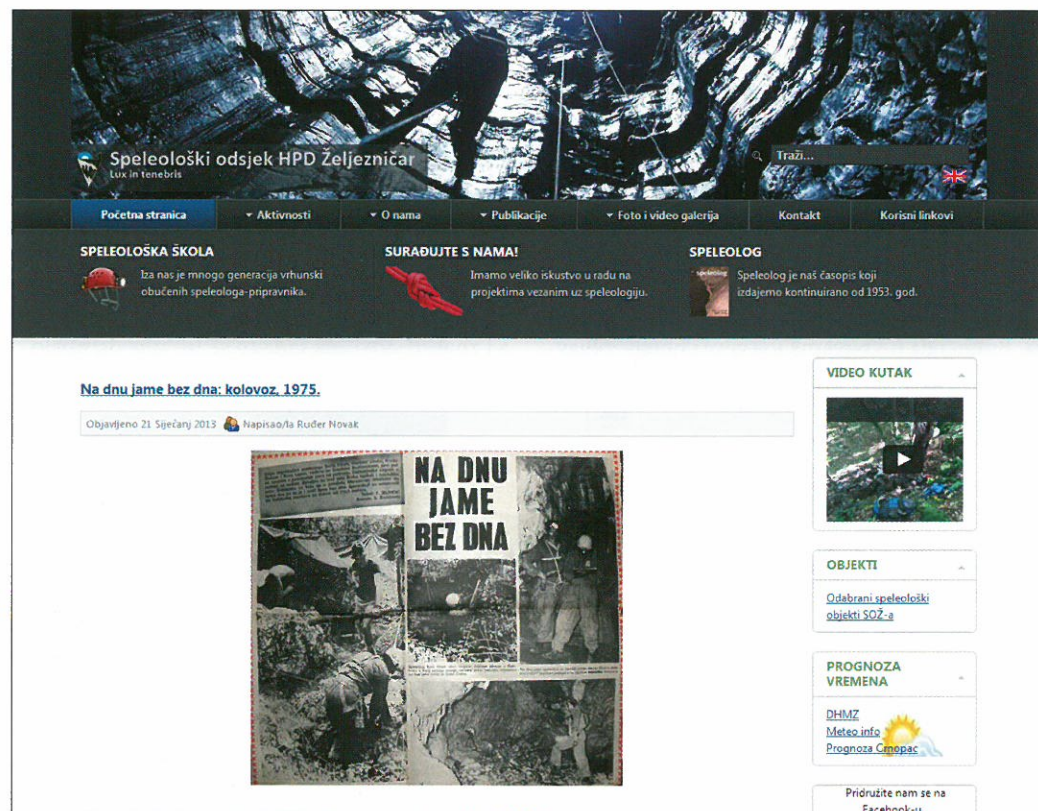 Speleološki odsjek HPD Željezničar
Lux in tenebris
Traži...
Početna stranica
Aktivnosti
O nama
Publikacije
Foto i video galerija
Kontakt
Korisni linkovi
SPELEOLOŠKA ŠKOLA
Iza nas je mnogo generacija vrhunski
obučenih speleologa-pripravnika.
SURAĐUJTE S NAMA!
Imamo veliko iskustvo u radu na
projektima vezanim uz speleologiju.
SPELEOLOG
speleolog
Speleolog je naš časopis koji
izdajemo kontinuirano od 1953. god.
Na dnu jame bez dna: kolovoz, 1975.
Objavljeno 21 Siječanj 2013 Napisao/la Ruđer Novak
NA DNU
JAME
BEZ DNA
VIDEO KUTAK
OBJEKTI
Odabrani speleološki
objekti SOŽ-a
PROGNOZA
VREMENA
DHMZ
Meteo info
Prognoza Crnopac
Pridružite nam se na
Facebook-u